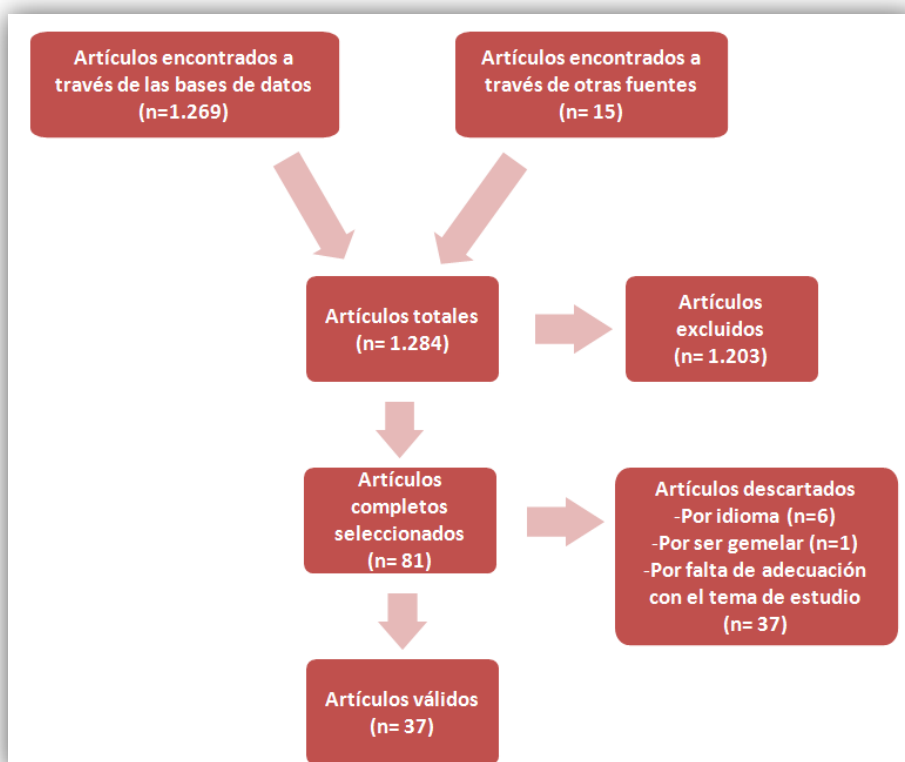 Artículos encontrados a
través de las bases de datos
(n=1.269)
Artículos encontrados a
través de otras fuentes
(n= 15)
Artículos totales
(n= 1.284)
Artículos
excluidos
(n= 1.203)
Artículos
completos
seleccionados
(n= 81)
Artículos descartados
-Por idioma (n=6)
-Por ser gemelar (n=1)
-Por falta de adecuación
con el tema de estudio
(n= 37)
Artículos válidos
(n= 37)